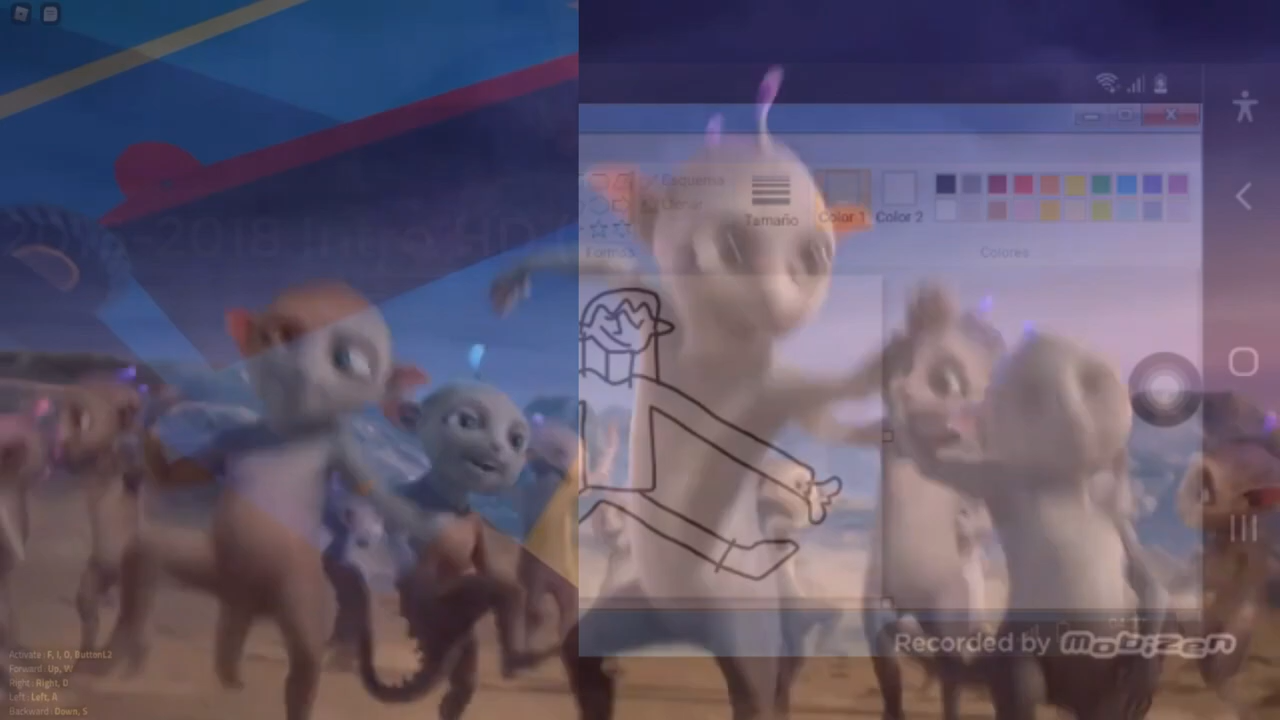 Esquema
Llenar
Formas
Tamaño
Color 1
Color 2
Colores
Activate: F, I, O, ButtonL2
Forward: Up, W
Right: Right, D
Left: Left, A
Backward: Down, S
Recorded by Mobizen